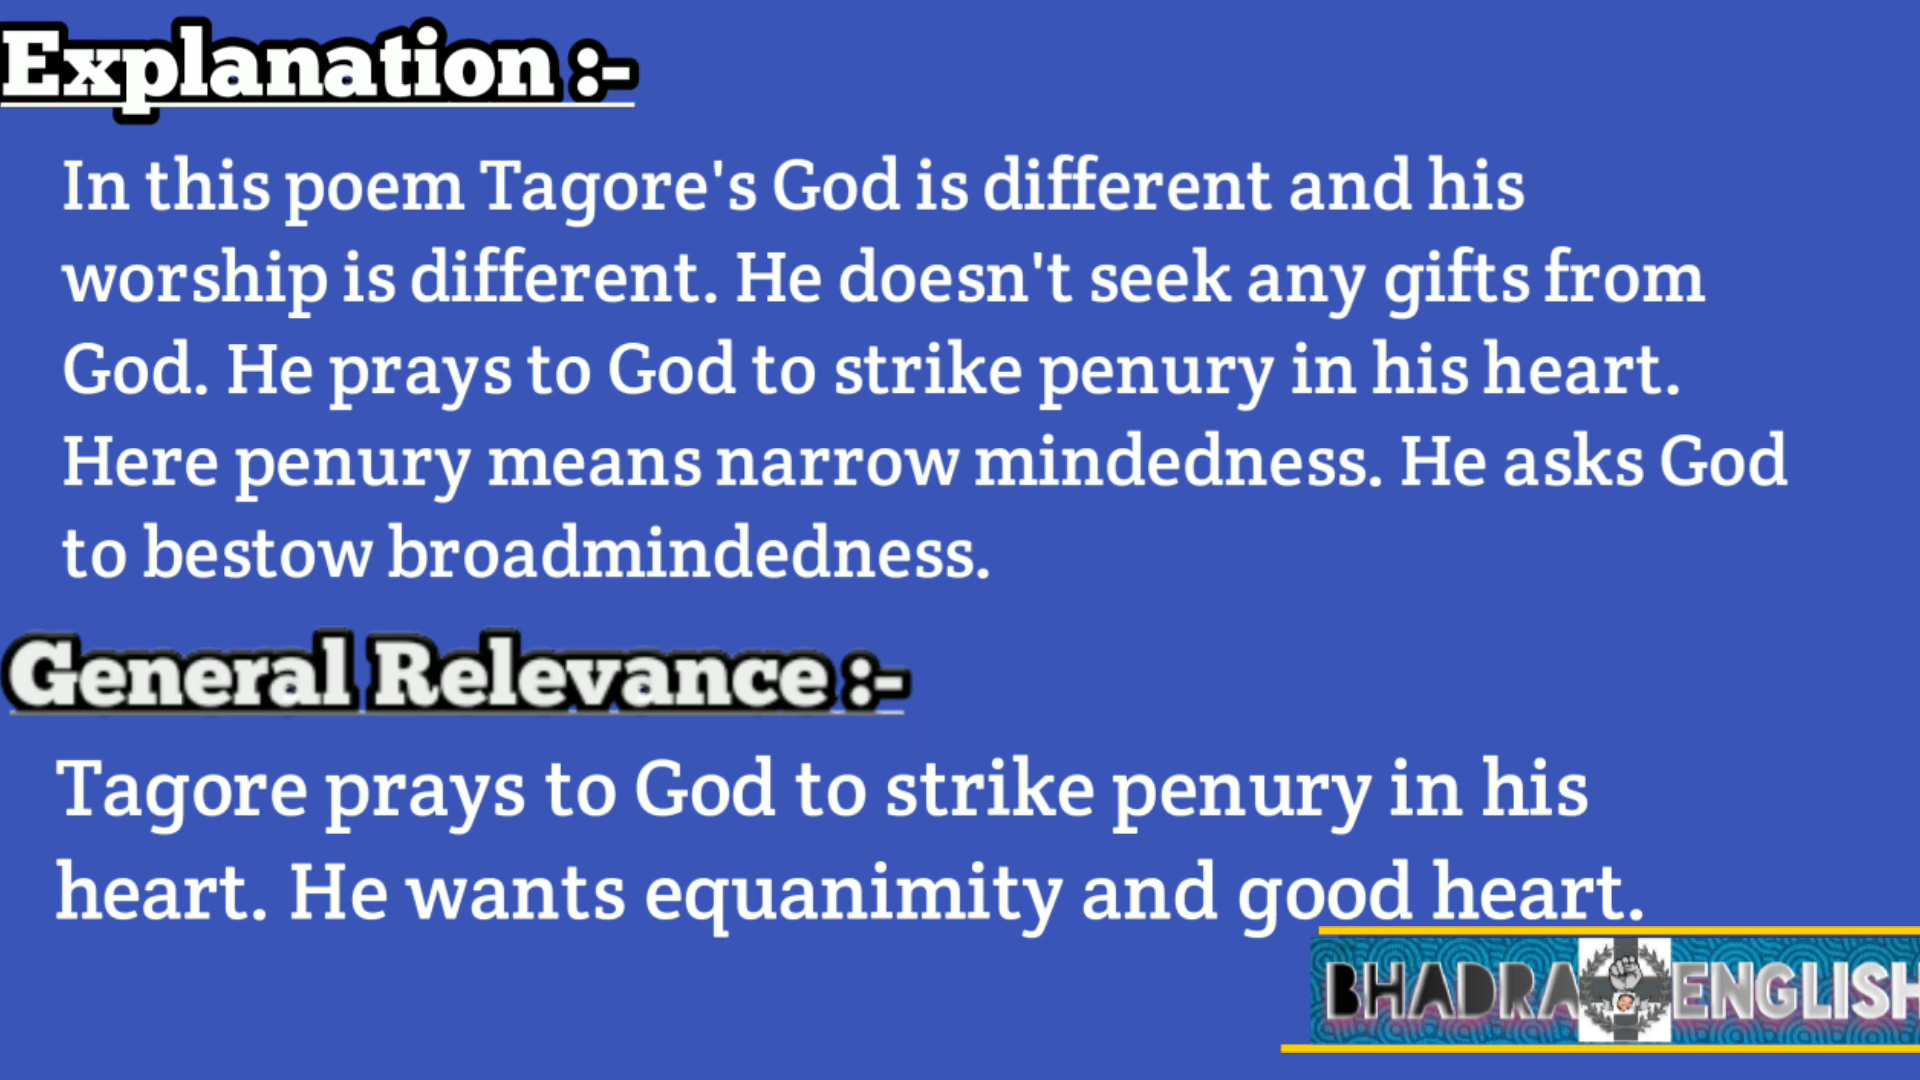 Explanation :-
In this poem Tagore's God is different and his
worship is different. He doesn't seek any gifts from
God. He prays to God to strike penury in his heart.
Here penury means narrow mindedness. He asks God
to bestow broadmindedness.
General Relevance :-
Tagore prays to God to strike penury in his
heart. He wants equanimity and good heart.
BHADRA ENGLISH